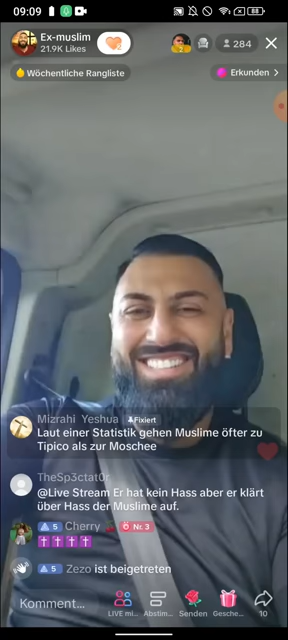 09:09
88
Ex-muslim
21.9K Likes
284
Wöchentliche Rangliste
Erkunden >
Mizrahi Yeshua Fixiert
Laut einer Statistik gehen Muslime öfter zu
Tipico als zur Moschee
TheSp3ctat0r
@Live Stream Er hat kein Hass aber er klärt
über Hass der Muslime auf.
5 Cherry Nr. 3
5 Zezo ist beigetreten
Komment...
LIVE mi...
Abstim...
Senden
Gesche...
10